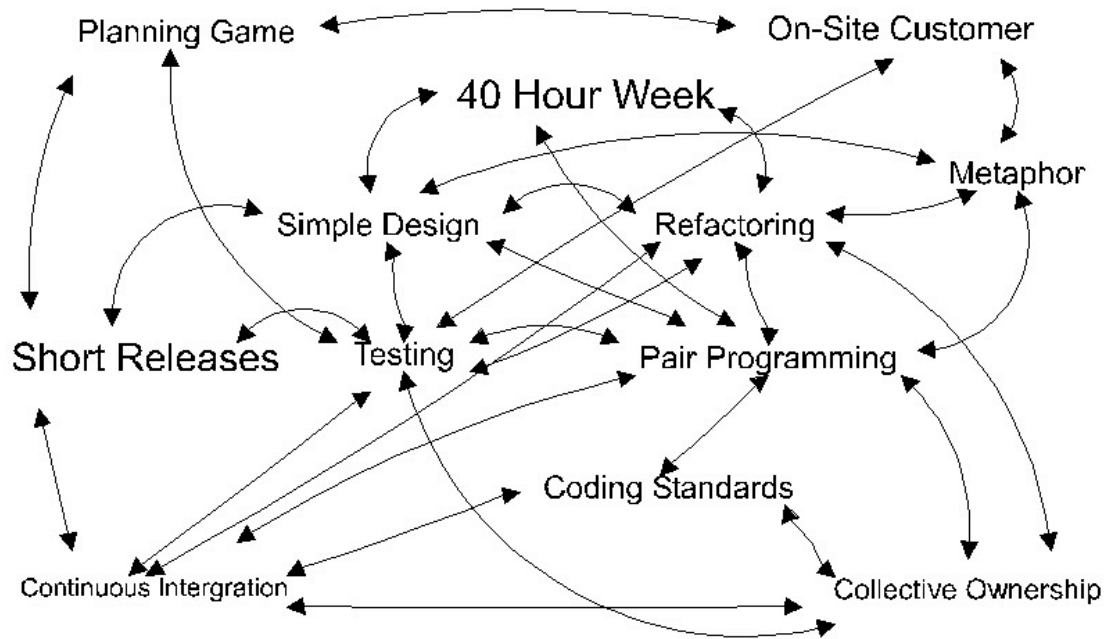 Planning Game
On-Site Customer
40 Hour Week
Metaphor
Simple Design
Refactoring
Short Releases
Testing
Pair Programming
Coding Standards
Continuous Intergration
Collective Ownership